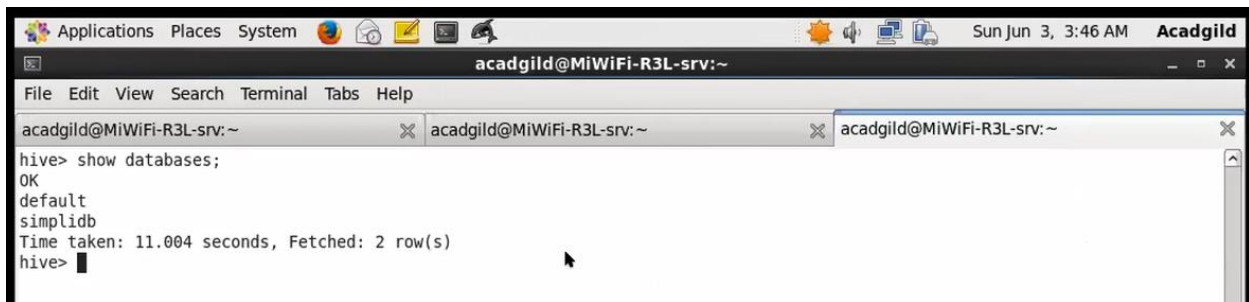 Applications Places System Sun Jun 3, 3:46 AM Acadgild
acadgild@MiWiFi-R3L-srv:~
File Edit View Search Terminal Tabs Help
acadgild@MiWiFi-R3L-srv:~ acadgild@MiWiFi-R3L-srv:~ acadgild@MiWiFi-R3L-srv:~
hive> show databases;
OK
default
simplidb
Time taken: 11.004 seconds, Fetched: 2 row(s)
hive>